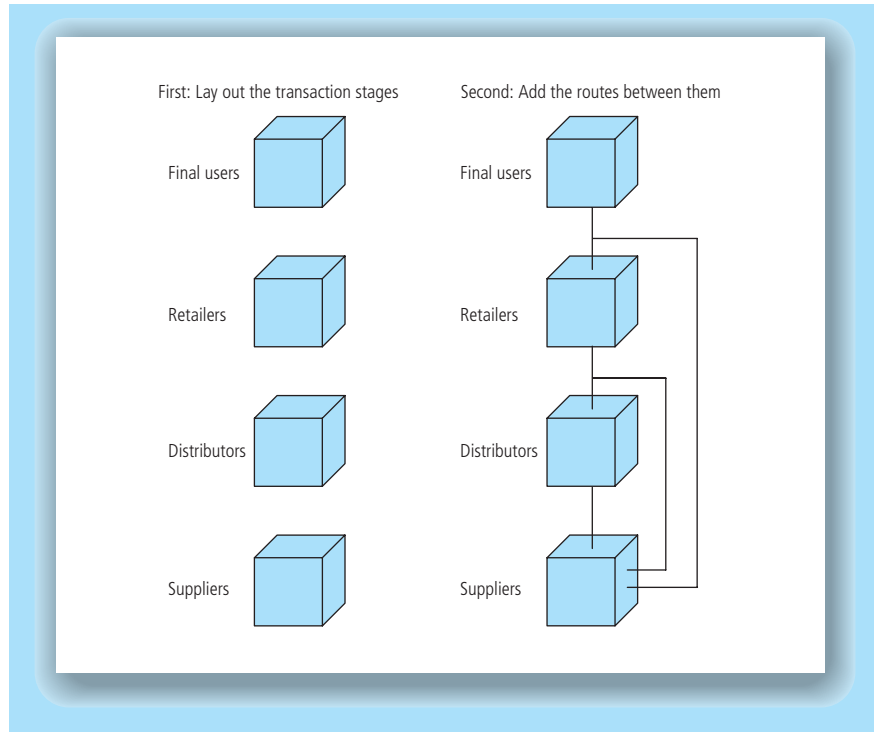 First: Lay out the transaction stages
Second: Add the routes between them
Final users
Final users
Retailers
Retailers
Distributors
Distributors
Suppliers
Suppliers